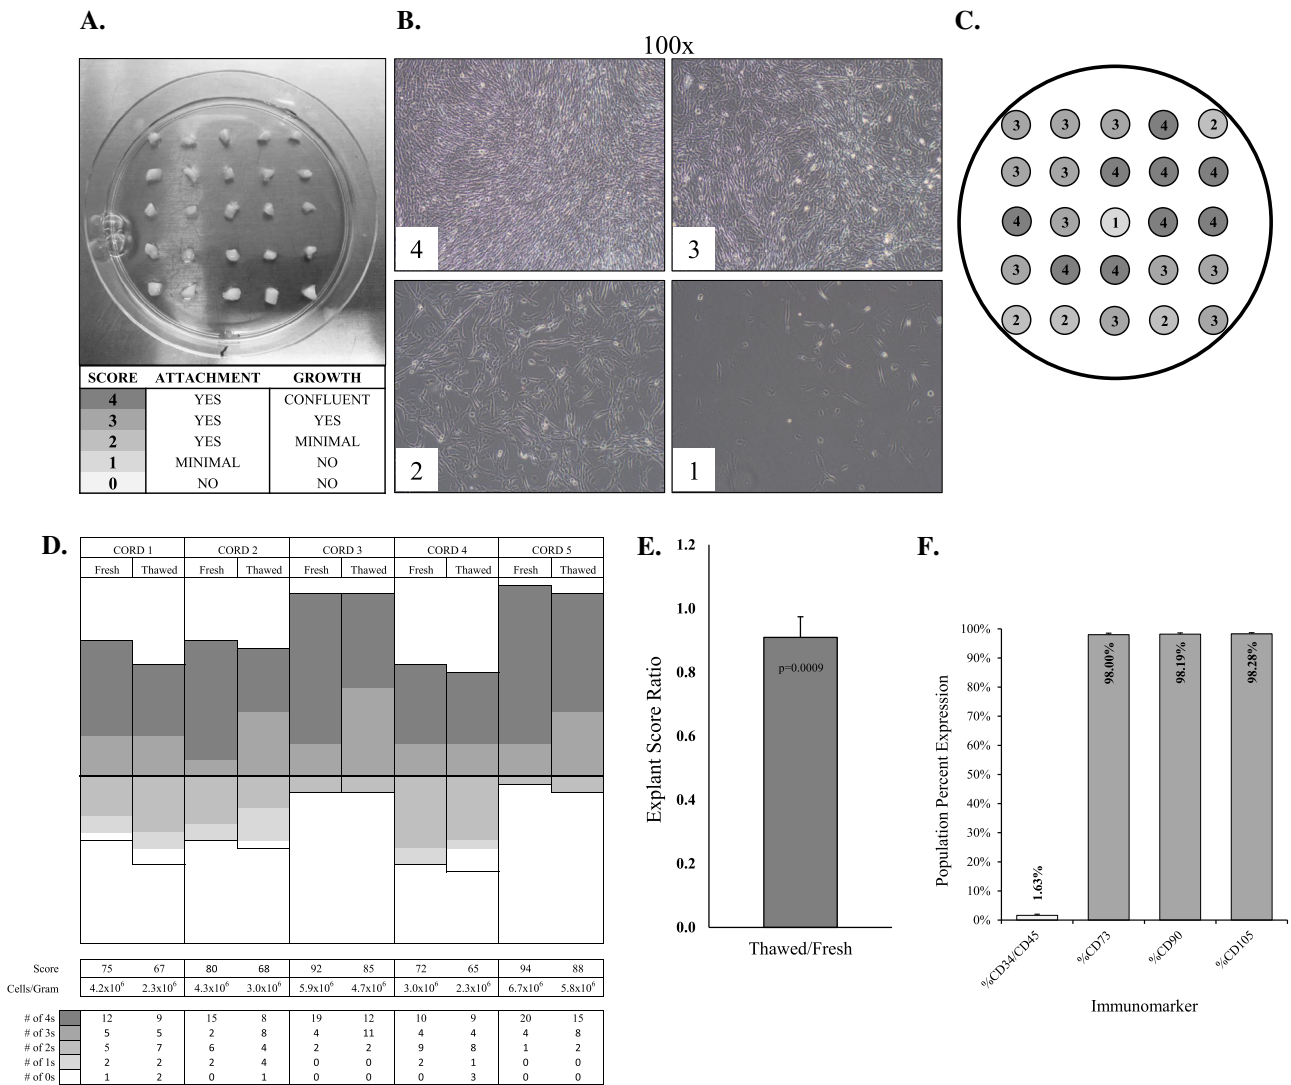 A.
B.
C.
100x
4
3
2
1
SCORE ATTACHMENT GROWTH
4 YES CONFLUENT
3 YES YES
2 YES MINIMAL
1 MINIMAL NO
0 NO NO
3 3 3 4 2
3 3 4 4 4
4 3 1 4 4
3 4 4 3 3
2 2 3 2 3
D.
CORD 1 CORD 2 CORD 3 CORD 4 CORD 5
Fresh Thawed Fresh Thawed Fresh Thawed Fresh Thawed Fresh Thawed
Score 75 67 80 68 92 85 72 65 94 88
Cells/Gram 4.2x10⁶ 2.3x10⁶ 4.3x10⁶ 3.0x10⁶ 5.9x10⁶ 4.7x10⁶ 3.0x10⁶ 2.3x10⁶ 6.7x10⁶ 5.8x10⁶
# of 4s 12 9 15 8 19 12 10 9 20 15
# of 3s 5 5 2 8 4 11 4 4 4 8
# of 2s 5 7 6 4 2 2 9 8 1 2
# of 1s 2 2 2 4 0 0 2 1 0 0
# of 0s 1 2 0 1 0 0 0 3 0 0
E.
Explant Score Ratio
1.2
1.0
0.8
0.6
0.4
0.2
0.0
p=0.0009
Thawed/Fresh
F.
Population Percent Expression
100%
90%
80%
70%
60%
50%
40%
30%
20%
10%
0%
1.63%
98.00%
98.19%
98.28%
%CD34/CD45
%CD73
%CD90
%CD105
Immunomarker